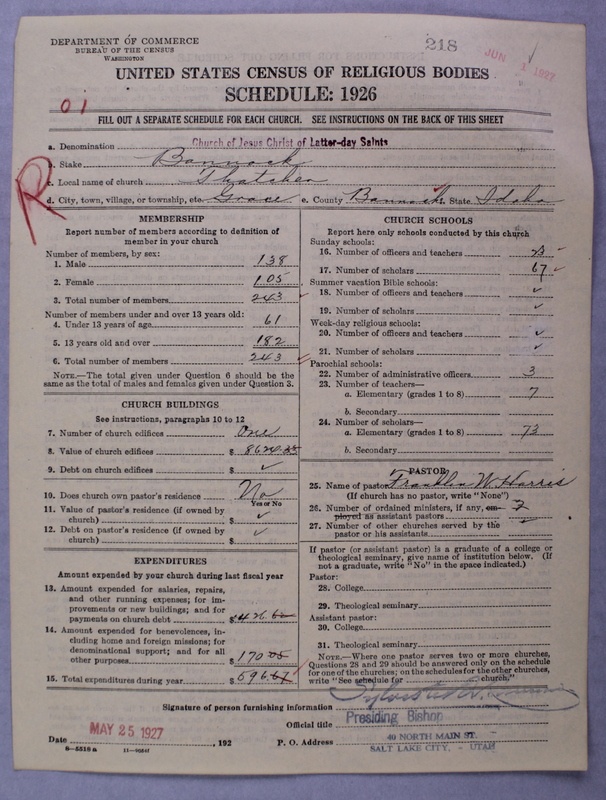 DEPARTMENT OF COMMERCE
BUREAU OF THE CENSUS
WASHINGTON
218
JUN 1 1927
UNITED STATES CENSUS OF RELIGIOUS BODIES
SCHEDULE: 1926
01
FILL OUT A SEPARATE SCHEDULE FOR EACH CHURCH. SEE INSTRUCTIONS ON THE BACK OF THIS SHEET
R
a. Denomination Church of Jesus Christ of Latter-day Saints
b. Stake Bannock
c. Local name of church Thatcher
d. City, town, village, or township, etc. Grace e. County Bannock f. State Idaho
MEMBERSHIP
Report number of members according to definition of
member in your church
Number of members, by sex:
1. Male 138
2. Female 105
3. Total number of members 243
Number of members under and over 13 years old:
4. Under 13 years of age 61
5. 13 years old and over 182
6. Total number of members 243
NOTE.—The total given under Question 6 should be the
same as the total of males and females given under Question 3.
CHURCH BUILDINGS
See instructions, paragraphs 10 to 12
7. Number of church edifices One
8. Value of church edifices $
9. Debt on church edifices $ ✓
10. Does church own pastor's residence No
Yes or No
11. Value of pastor's residence (if owned by
church) $ ✓
12. Debt on pastor's residence (if owned by
church) $ ✓
EXPENDITURES
Amount expended by your church during last fiscal year
13. Amount expended for salaries, repairs,
and other running expenses; for im-
provements or new buildings; and for
payments on church debt $
14. Amount expended for benevolences, in-
cluding home and foreign missions; for
denominational support; and for all
other purposes $ 170.05
15. Total expenditures during year $
CHURCH SCHOOLS
Report here only schools conducted by this church
Sunday schools:
16. Number of officers and teachers
17. Number of scholars 67
Summer vacation Bible schools:
18. Number of officers and teachers ✓
19. Number of scholars ✓
Week-day religious schools:
20. Number of officers and teachers ✓
21. Number of scholars ✓
Parochial schools:
22. Number of administrative officers 3
23. Number of teachers—
a. Elementary (grades 1 to 8) 7
b. Secondary
24. Number of scholars—
a. Elementary (grades 1 to 8) 73
b. Secondary
PASTOR
25. Name of pastor Franklin W. Harris
(If church has no pastor, write "None")
26. Number of ordained ministers, if any, em-
ployed as assistant pastors
27. Number of other churches served by the
pastor or his assistants
If pastor (or assistant pastor) is a graduate of a college or
theological seminary, give name of institution below. (If
not a graduate, write "No" in the space indicated.)
Pastor:
28. College
29. Theological seminary
Assistant pastor:
30. College
31. Theological seminary
NOTE.—Where one pastor serves two or more churches,
Questions 28 and 29 should be answered only on the schedule
for one of the churches; on the schedules for the other churches,
write "See schedule for church."
Signature of person furnishing information
Official title Presiding Bishop
Date MAY 25 1927, 192 P. O. Address 40 NORTH MAIN ST.
SALT LAKE CITY, - UTAH
8-5518 a